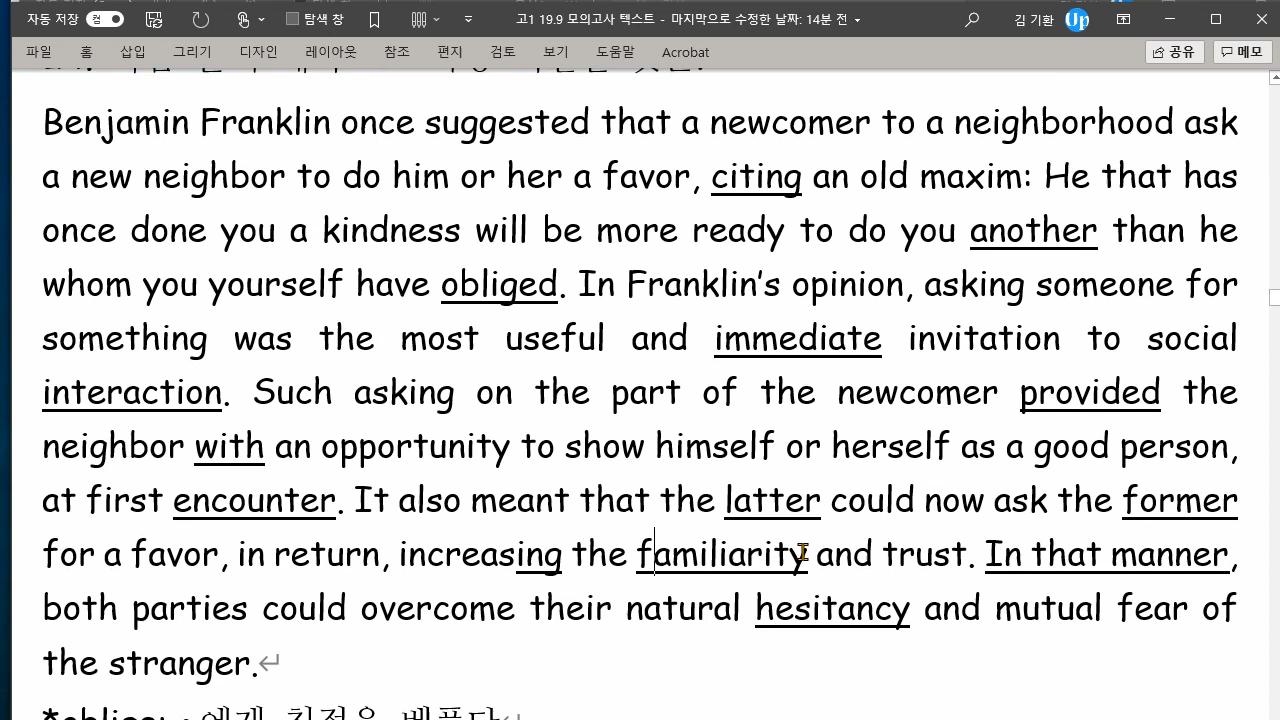 자동 저장 켬 탐색 창 고1 19.9 모의고사 텍스트 - 마지막으로 수정한 날짜: 14분 전 김 기환 Up
파일 홈 삽입 그리기 디자인 레이아웃 참조 편지 검토 보기 도움말 Acrobat 공유 메모
Benjamin Franklin once suggested that a newcomer to a neighborhood ask
a new neighbor to do him or her a favor, citing an old maxim: He that has
once done you a kindness will be more ready to do you another than he
whom you yourself have obliged. In Franklin’s opinion, asking someone for
something was the most useful and immediate invitation to social
interaction. Such asking on the part of the newcomer provided the
neighbor with an opportunity to show himself or herself as a good person,
at first encounter. It also meant that the latter could now ask the former
for a favor, in return, increasing the familiarity and trust. In that manner,
both parties could overcome their natural hesitancy and mutual fear of
the stranger.